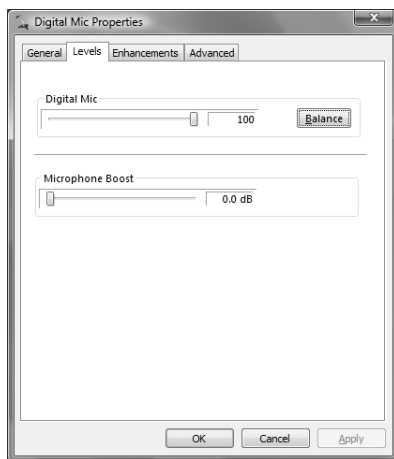 Digital Mic Properties
General Levels Enhancements Advanced
Digital Mic
100 Balance
Microphone Boost
0.0 dB
OK Cancel Apply